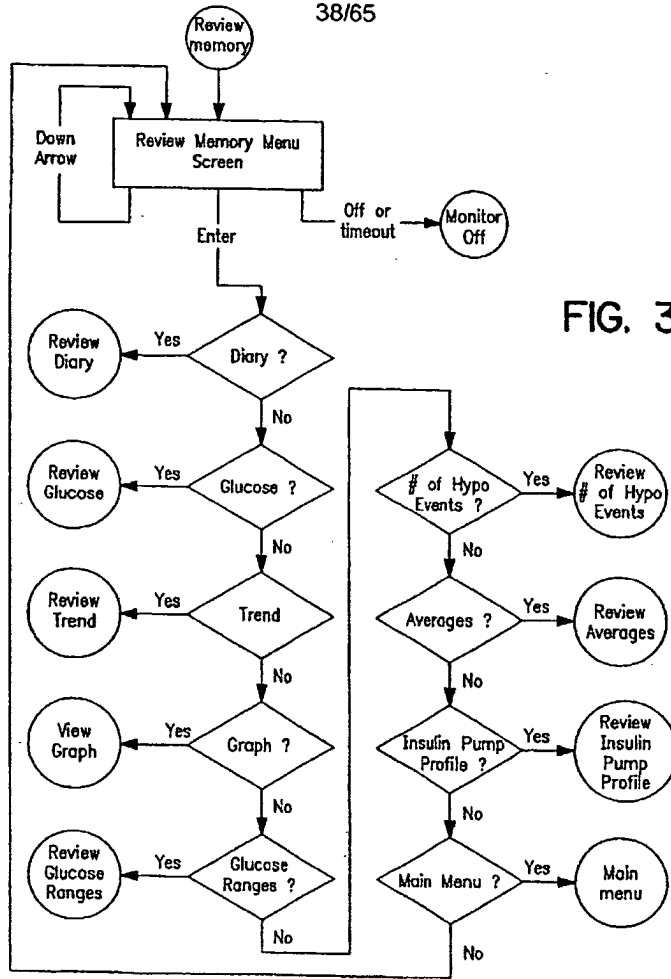 38/65
Review
memory
Down
Arrow
Review Memory Menu
Screen
Enter
Off or
timeout
Monitor
Off
FIG. 3
Review
Diary
Yes
Diary ?
No
Review
Glucose
Yes
Glucose ?
No
Review
Trend
Yes
Trend
No
View
Graph
Yes
Graph ?
No
Review
Glucose
Ranges
Yes
Glucose
Ranges ?
No
# of Hypo
Events ?
Yes
Review
# of Hypo
Events
No
Averages ?
Yes
Review
Averages
No
Insulin Pump
Profile ?
Yes
Review
Insulin
Pump
Profile
No
Main Menu ?
Yes
Main
menu
No